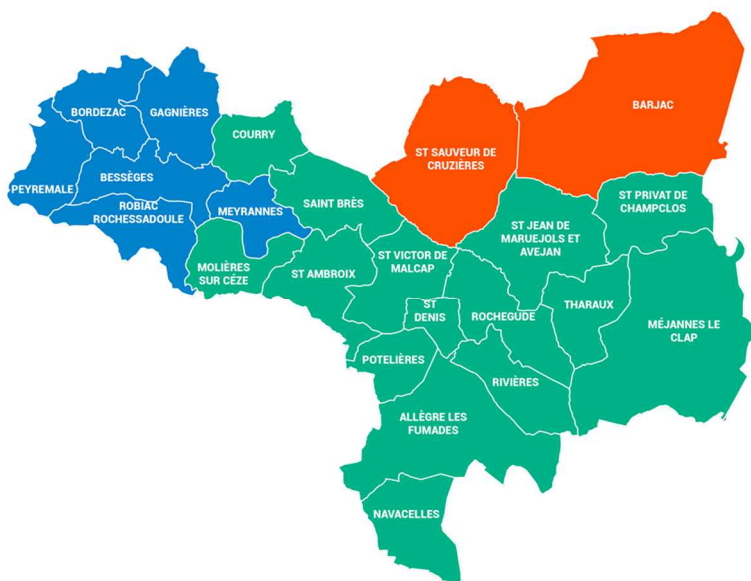 BARJAC
BORDEZAC
GAGNIÈRES
COURRY
ST SAUVEUR DE
CRUZIÈRES
BESSÈGES
PEYREMALE
ROBIAC
ROCHESSADOULE
MEYRANNES
SAINT BRÈS
ST PRIVAT DE
CHAMPCLOS
ST JEAN DE
MARUEJOLS ET
AVEJAN
MOLIÈRES
SUR CÉZE
ST AMBROIX
ST VICTOR DE
MALCAP
ST
DENIS
ROCHEGUDE
THARAUX
MÉJANNES LE
CLAP
POTELIÈRES
RIVIÈRES
ALLÈGRE LES
FUMADES
NAVACELLES